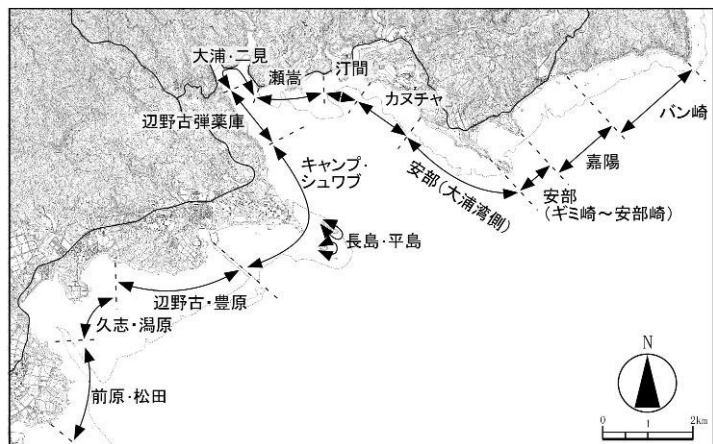 大浦・二見
瀬嵩
汀間
カヌチャ
バン崎
辺野古弾薬庫
キャンプ・
シュワブ
嘉陽
安部(大浦湾側)
安部
(ギミ崎~安部崎)
長島・平島
辺野古・豊原
久志・潟原
前原・松田
N
0
2km